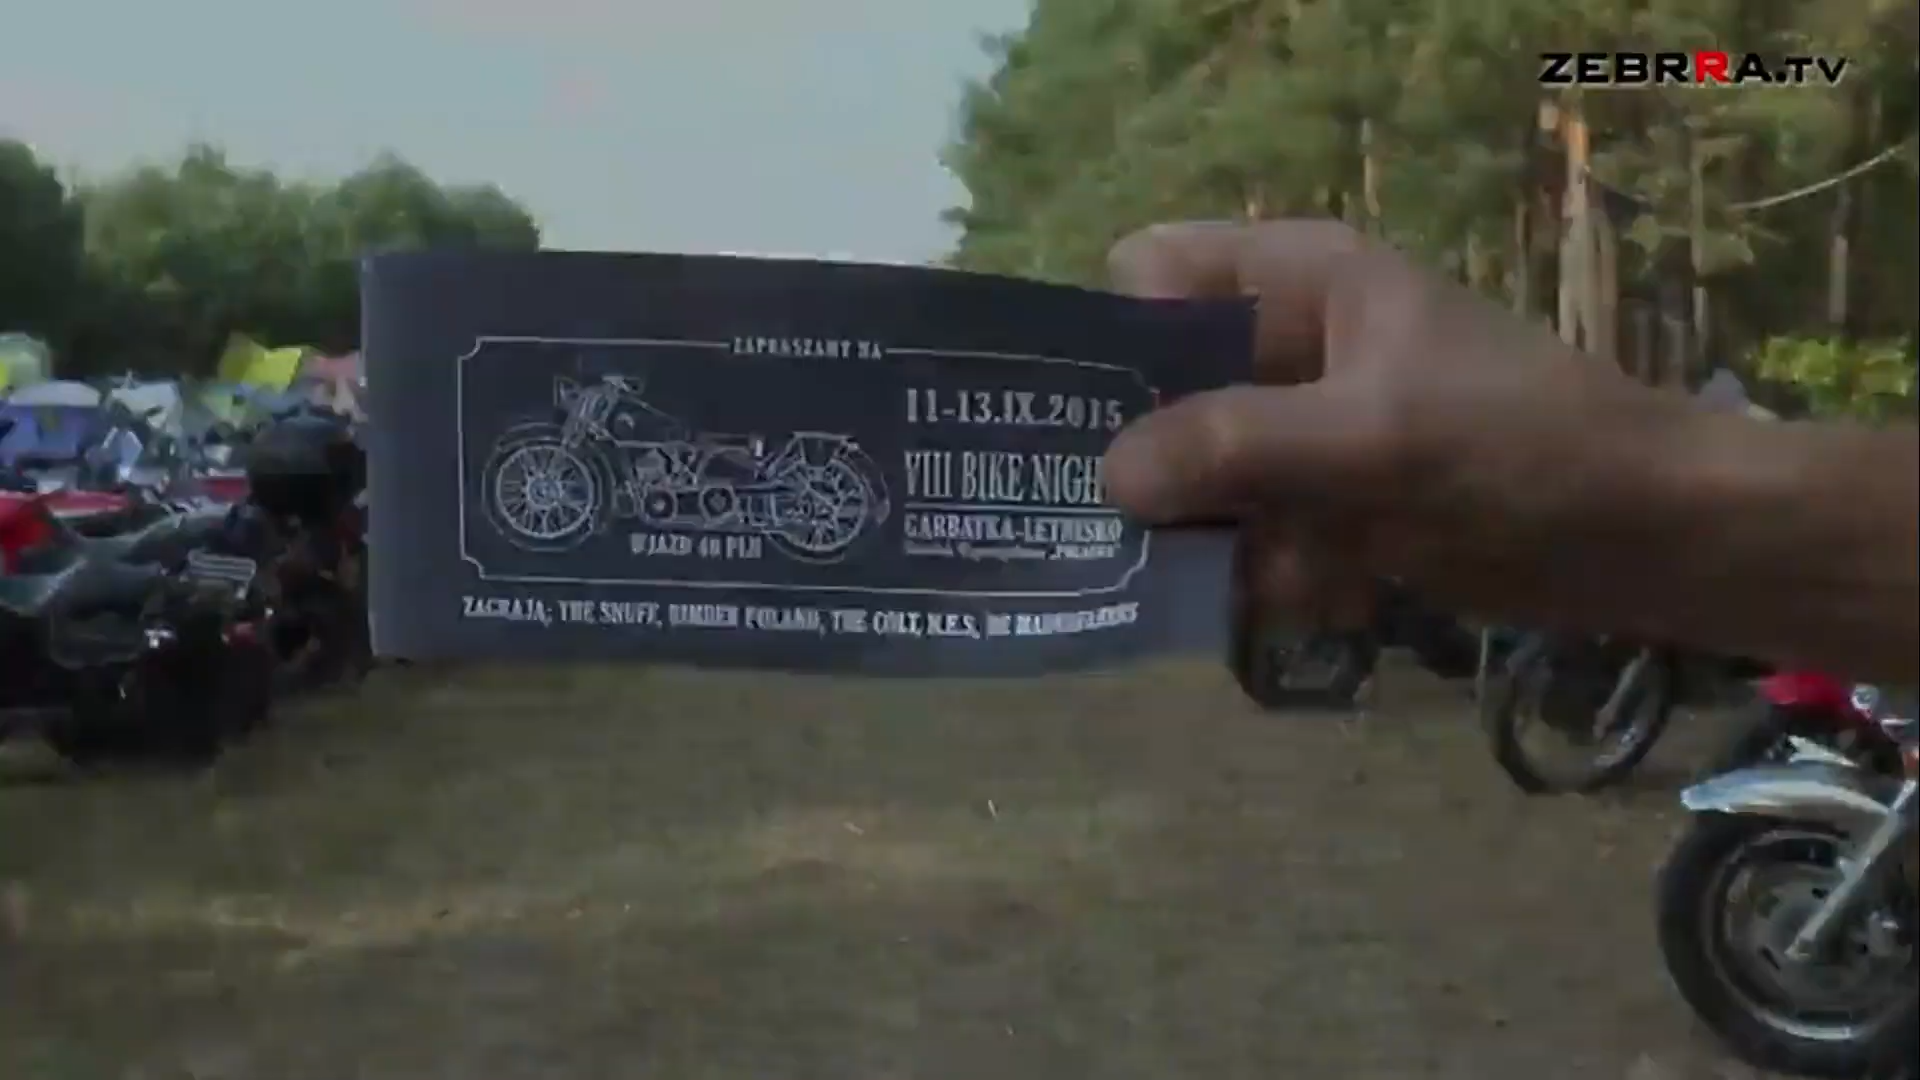 ZEBRRA.TV
ZAPRASZAMY NA
11-13.IX.2015
VIII BIKE NIGH
GARBATKA-LETNISKO
WJAZD 40 PLN
ZAGRAJĄ: THE SNUFF, POLAND, THE COLT, N.E.S.,